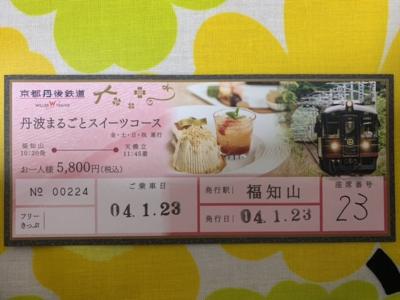 京都丹後鉄道
WILLER TRAINS
丹波まるごとスイーツコース
金・土・日・祝 運行
福知山 天橋立
10:20発 11:45着
お一人様 5,800円(税込)
No 00224
フリー
きっぷ
ご乗車日
04.1.23
発行駅 福知山
発行日 04.1.23
座席番号
23